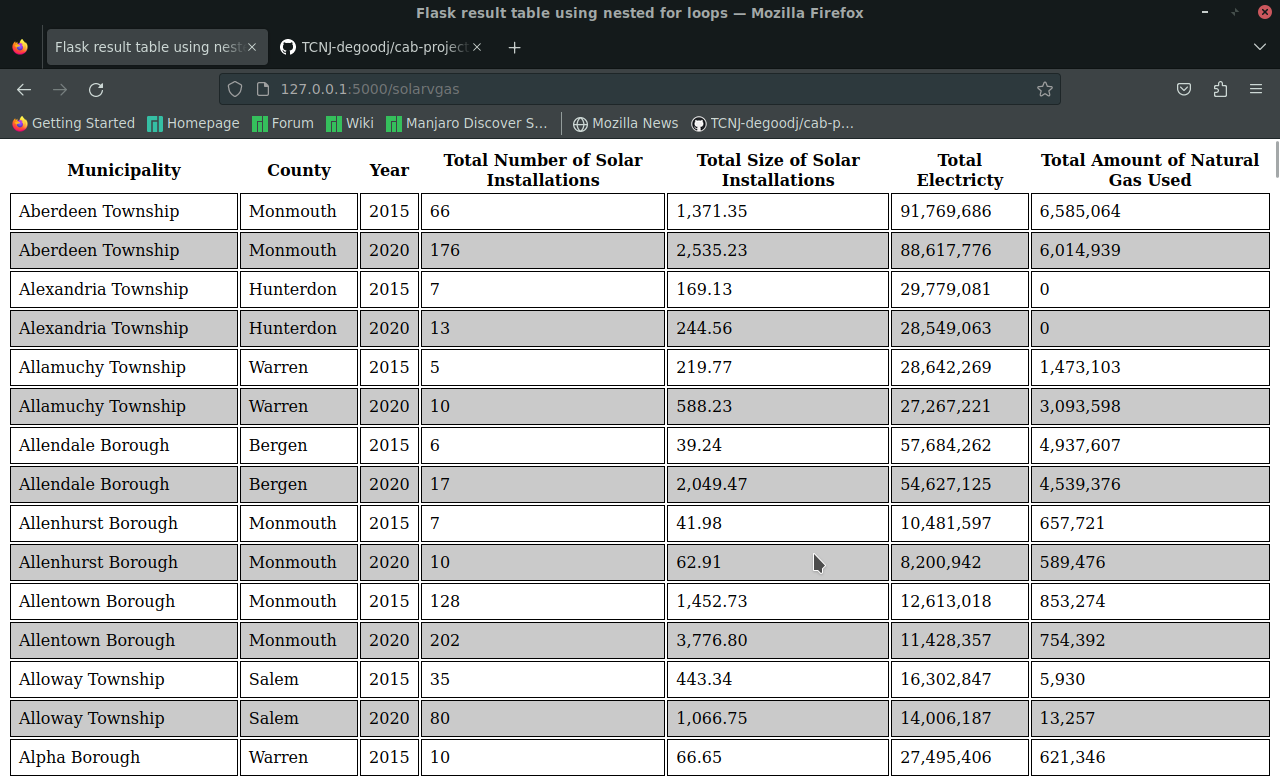 Flask result table using nested for loops — Mozilla Firefox
Flask result table using nest
TCNJ-degoodj/cab-project
127.0.0.1:5000/solarvgas
Getting Started Homepage Forum Wiki Manjaro Discover S… Mozilla News TCNJ-degoodj/cab-p…
Municipality County Year Total Number of Solar Installations Total Size of Solar Installations Total Electricty Total Amount of Natural Gas Used
Aberdeen Township Monmouth 2015 66 1,371.35 91,769,686 6,585,064
Aberdeen Township Monmouth 2020 176 2,535.23 88,617,776 6,014,939
Alexandria Township Hunterdon 2015 7 169.13 29,779,081 0
Alexandria Township Hunterdon 2020 13 244.56 28,549,063 0
Allamuchy Township Warren 2015 5 219.77 28,642,269 1,473,103
Allamuchy Township Warren 2020 10 588.23 27,267,221 3,093,598
Allendale Borough Bergen 2015 6 39.24 57,684,262 4,937,607
Allendale Borough Bergen 2020 17 2,049.47 54,627,125 4,539,376
Allenhurst Borough Monmouth 2015 7 41.98 10,481,597 657,721
Allenhurst Borough Monmouth 2020 10 62.91 8,200,942 589,476
Allentown Borough Monmouth 2015 128 1,452.73 12,613,018 853,274
Allentown Borough Monmouth 2020 202 3,776.80 11,428,357 754,392
Alloway Township Salem 2015 35 443.34 16,302,847 5,930
Alloway Township Salem 2020 80 1,066.75 14,006,187 13,257
Alpha Borough Warren 2015 10 66.65 27,495,406 621,346